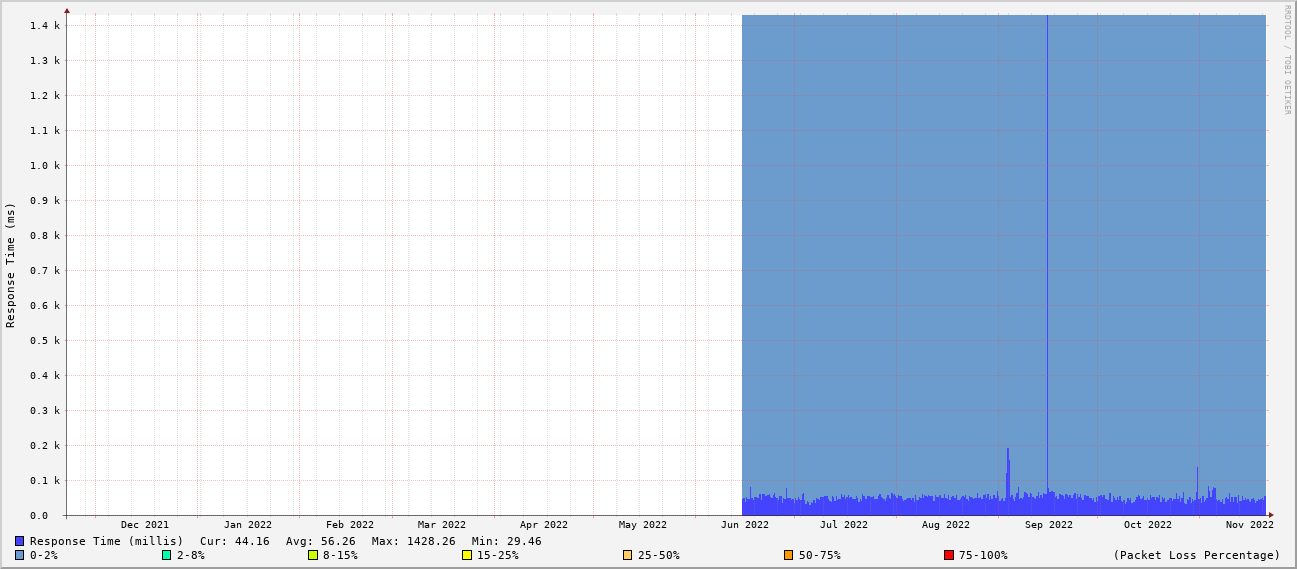 RRDTOOL / TOBI OETIKER
Response Time (ms)
1.4 k
1.3 k
1.2 k
1.1 k
1.0 k
0.9 k
0.8 k
0.7 k
0.6 k
0.5 k
0.4 k
0.3 k
0.2 k
0.1 k
0.0
Dec 2021 Jan 2022 Feb 2022 Mar 2022 Apr 2022 May 2022 Jun 2022 Jul 2022 Aug 2022 Sep 2022 Oct 2022 Nov 2022
Response Time (millis) Cur: 44.16 Avg: 56.26 Max: 1428.26 Min: 29.46
0-2% 2-8% 8-15% 15-25% 25-50% 50-75% 75-100% (Packet Loss Percentage)